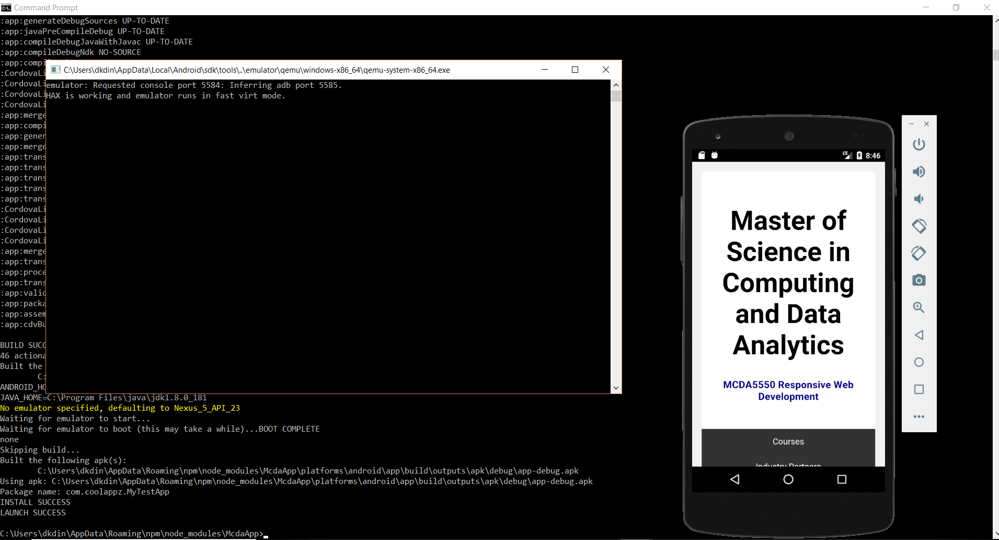 Command Prompt
:app:generateDebugSources UP-TO-DATE
:app:javaPreCompileDebug UP-TO-DATE
:app:compileDebugJavaWithJavac UP-TO-DATE
:app:compileDebugNdk NO-SOURCE
:app:compi
:CordovaLi
:CordovaLi
:CordovaLi
:CordovaLi
:app:merge
:app:compi
:app:gener
:app:merge
:app:trans
:app:trans
:app:trans
:app:trans
:app:trans
:CordovaLi
:CordovaLi
:CordovaLi
:CordovaLi
:app:merge
:app:trans
:app:proce
:app:trans
:app:valid
:app:packa
:app:assem
:app:cdvBu
BUILD SUCC
46 actiona
Built the
C:
ANDROID_HO
JAVA_HOME=C:\Program Files\java\jdk1.8.0_181
No emulator specified, defaulting to Nexus_5_API_23
Waiting for emulator to start...
Waiting for emulator to boot (this may take a while)...BOOT COMPLETE
none
Skipping build...
Built the following apk(s):
C:\Users\dkdin\AppData\Roaming\npm\node_modules\McdaApp\platforms\android\app\build\outputs\apk\debug\app-debug.apk
Using apk: C:\Users\dkdin\AppData\Roaming\npm\node_modules\McdaApp\platforms\android\app\build\outputs\apk\debug\app-debug.apk
Package name: com.coolappz.MyTestApp
INSTALL SUCCESS
LAUNCH SUCCESS
C:\Users\dkdin\AppData\Roaming\npm\node_modules\McdaApp>
C:\Users\dkdin\AppData\Local\Android\sdk\tools\..\emulator\qemu\windows-x86_64\qemu-system-x86_64.exe
emulator: Requested console port 5584: Inferring adb port 5585.
HAX is working and emulator runs in fast virt mode.
LTE 8:46
Master of
Science in
Computing
and Data
Analytics
MCDA5550 Responsive Web
Development
Courses
Industry Partners